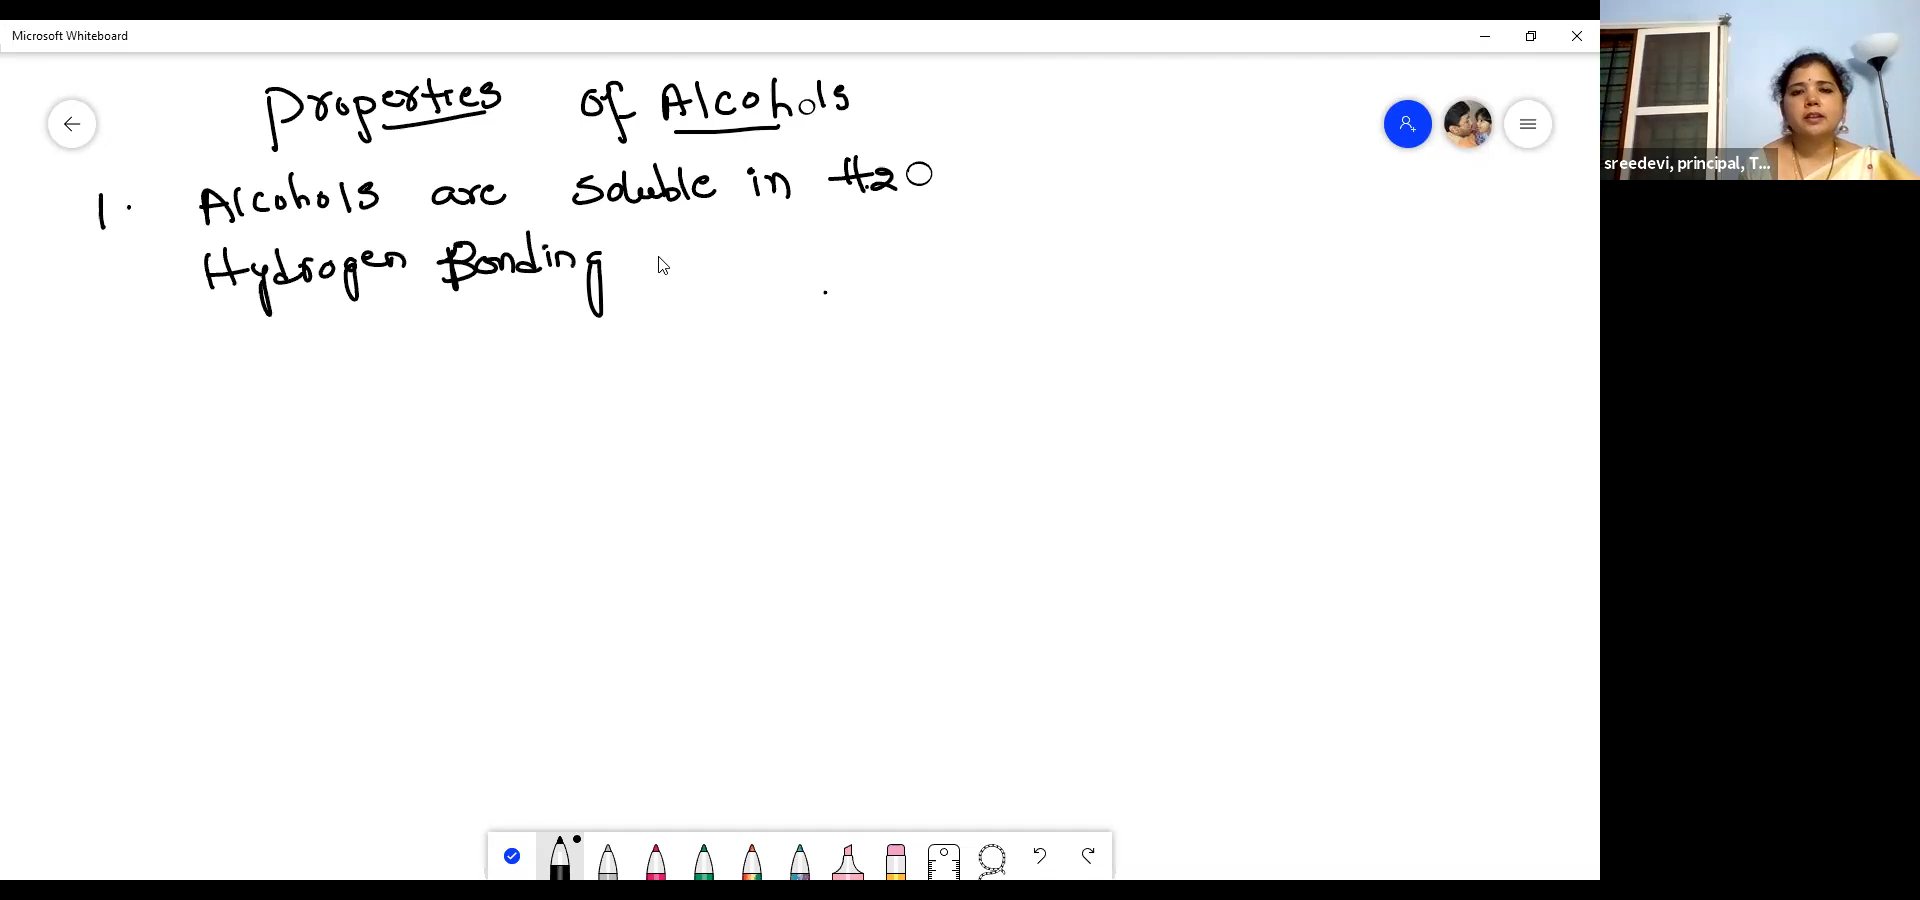 Microsoft Whiteboard
Properties of Alcohols
1. Alcohols are soluble in H2O
Hydrogen Bonding
sreedevi, principal, T...